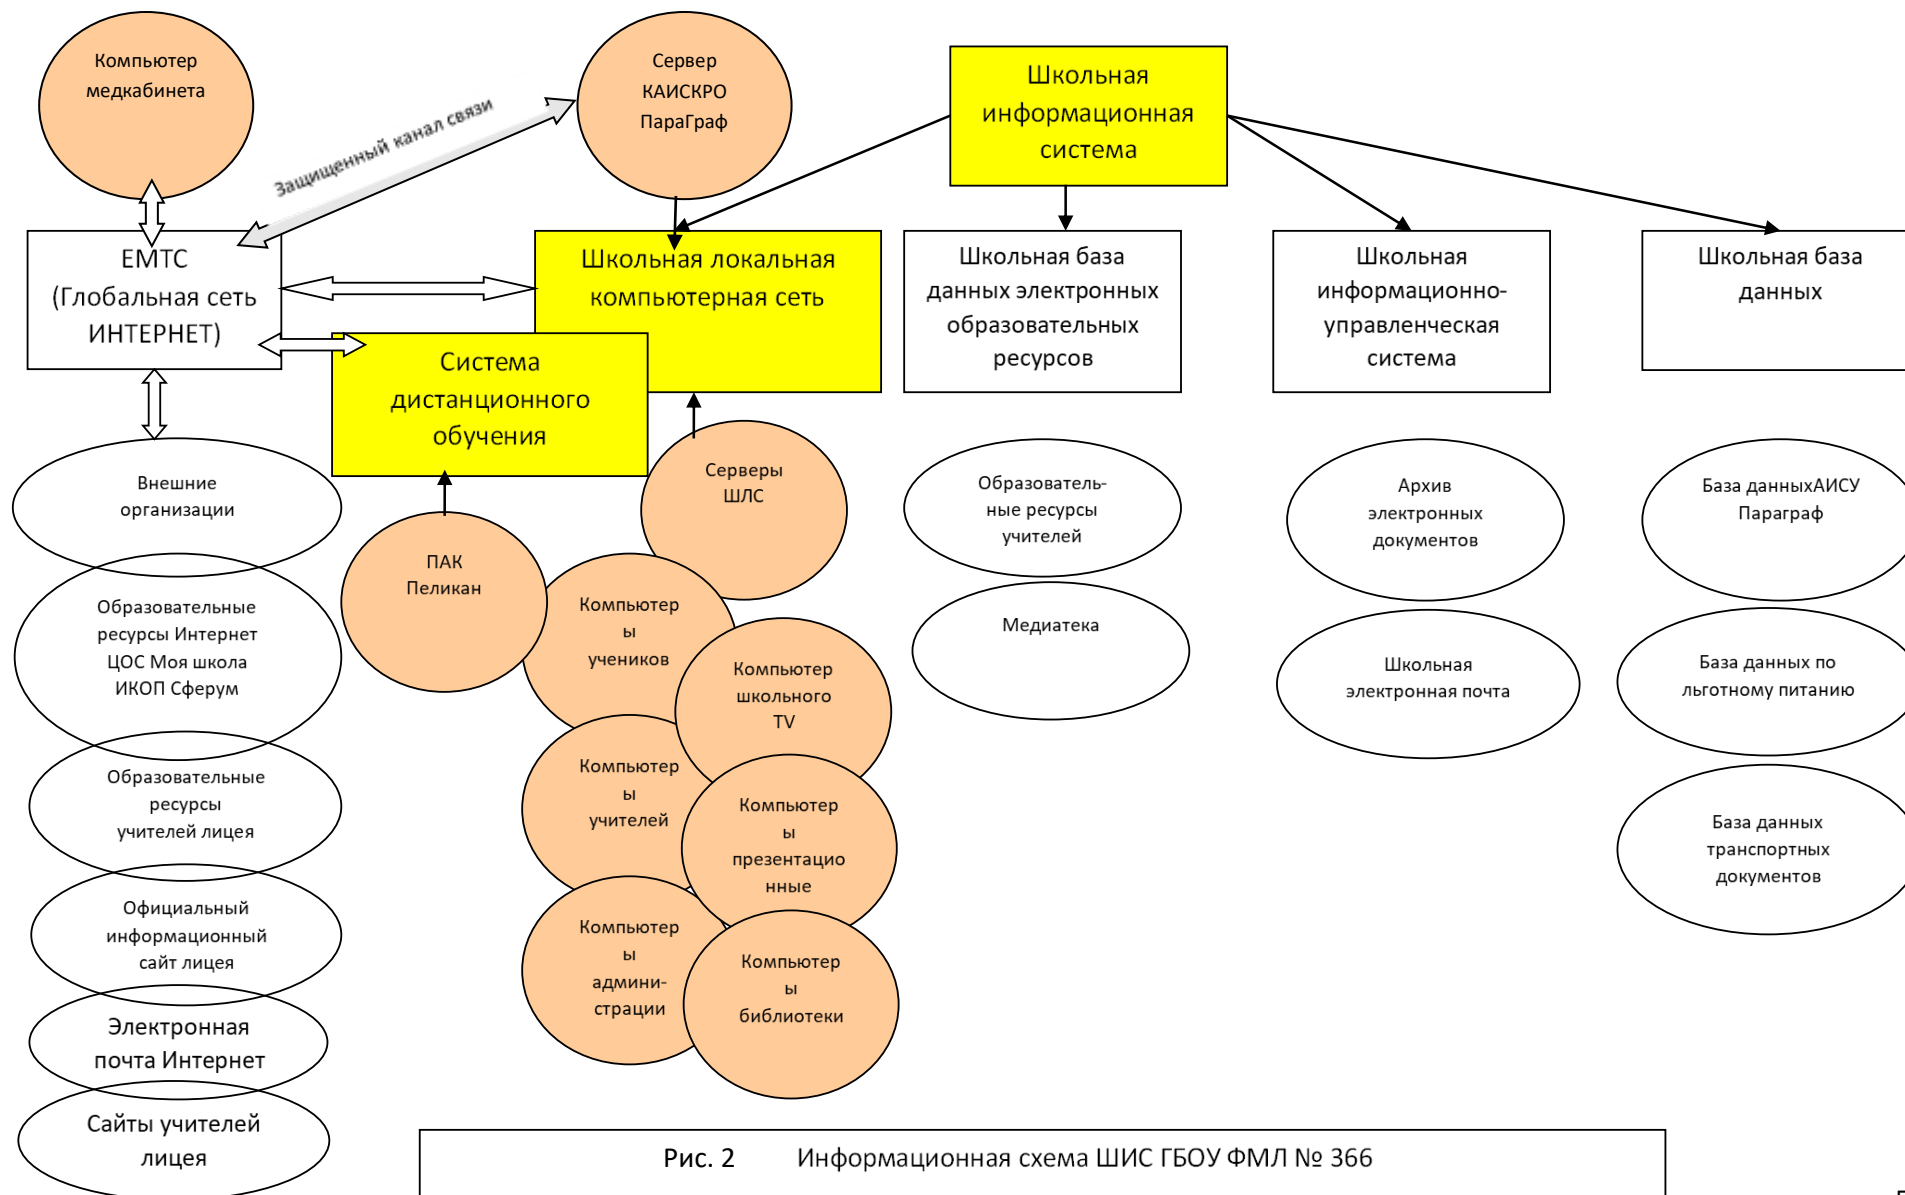 Компьютер
медкабинета
Защищенный канал связи
Сервер
КАИСКРО
ПараГраф
Школьная
информационная
система
ЕМТС
(Глобальная сеть
ИНТЕРНЕТ)
Школьная локальная
компьютерная сеть
Система
дистанционного
обучения
Школьная база
данных электронных
образовательных
ресурсов
Школьная
информационно-
управленческая
система
Школьная база
данных
Внешние
организации
Образовательные
ресурсы Интернет
ЦОС Моя школа
ИКОП Сферум
Образовательные
ресурсы
учителей лицея
Официальный
информационный
сайт лицея
Электронная
почта Интернет
Сайты учителей
лицея
ПАК
Пеликан
Серверы
ШЛС
Компьютер
ы
учеников
Компьютер
школьного
TV
Компьютер
ы
учителей
Компьютер
ы
презентацио
нные
Компьютер
ы
админи-
страции
Компьютер
ы
библиотеки
Образователь-
ные ресурсы
учителей
Медиатека
Архив
электронных
документов
Школьная
электронная почта
База данныхАИСУ
Параграф
База данных по
льготному питанию
База данных
транспортных
документов
Рис. 2 Информационная схема ШИС ГБОУ ФМЛ № 366